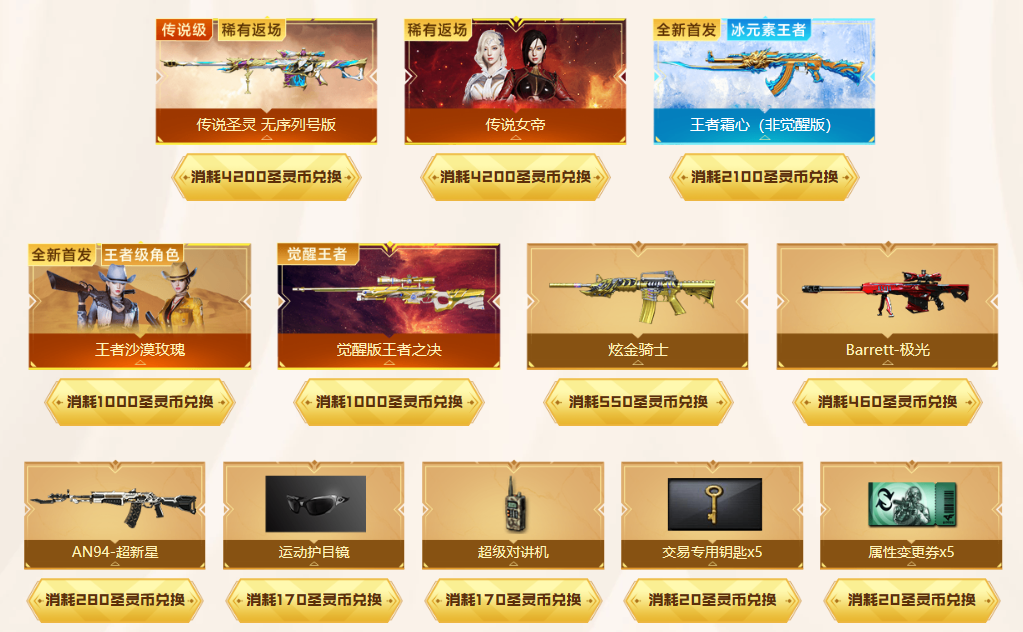 传说级 稀有返场
稀有返场
全新首发 冰元素王者
传说圣灵 无序列号版
传说女帝
王者霜心（非觉醒版）
消耗4200圣灵币兑换
消耗4200圣灵币兑换
消耗2100圣灵币兑换
全新首发 王者级角色
觉醒王者
王者沙漠玫瑰
觉醒版王者之决
炫金骑士
Barrett-极光
消耗1000圣灵币兑换
消耗1000圣灵币兑换
消耗550圣灵币兑换
消耗460圣灵币兑换
AN94-超新星
运动护目镜
超级对讲机
交易专用钥匙x5
属性变更券x5
消耗280圣灵币兑换
消耗170圣灵币兑换
消耗170圣灵币兑换
消耗20圣灵币兑换
消耗20圣灵币兑换